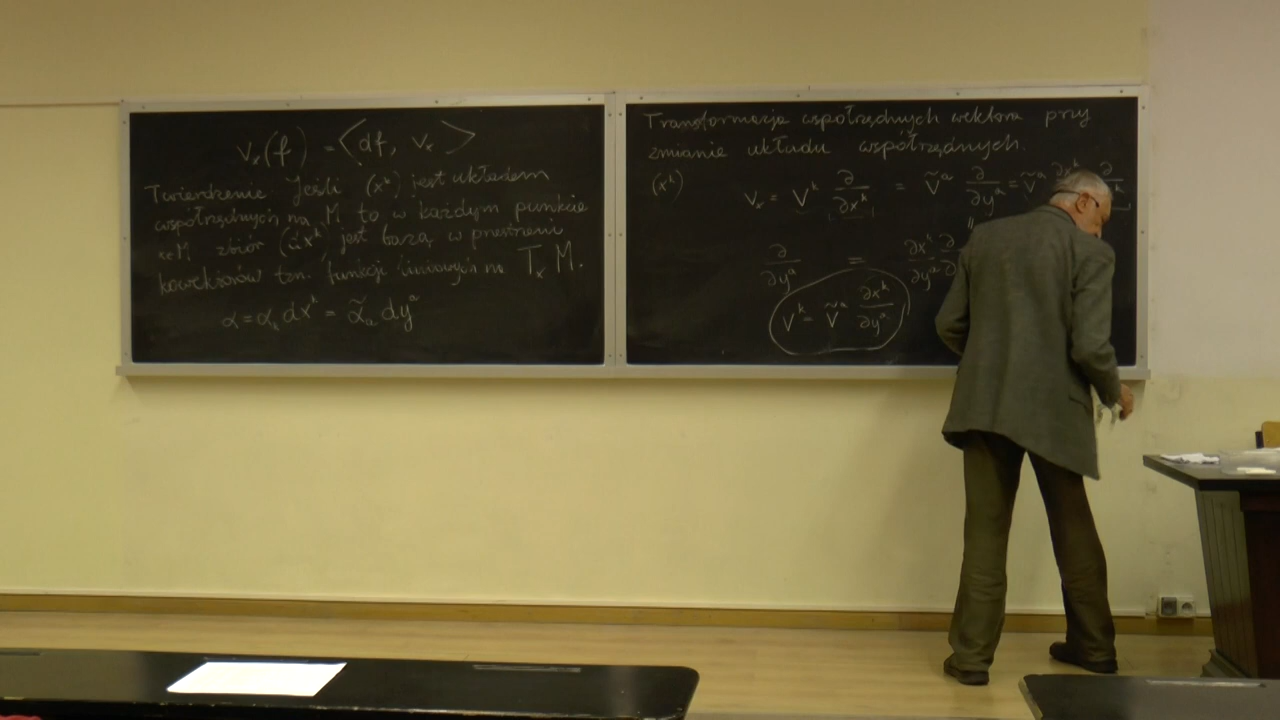 v_x(f) = <df, v_x>
Twierdzenie Jeśli (x^k) jest układem
współrzędnych na M to w każdym punkcie
x∈M zbiór (dx^k) jest bazą w przestrzeni
kowektorów tzn. funkcji liniowych na T_x M.
α = α_k dx^k = α̃_a dy^a
Transformacja współrzędnych wektora przy
zmianie układu współrzędnych.
(x^k) v_x = V^k ∂/∂x^k = Ṽ^a ∂/∂y^a = Ṽ^a
∂/∂y^a = ∂x^k/∂y^a
V^k = Ṽ^a ∂x^k/∂y^a